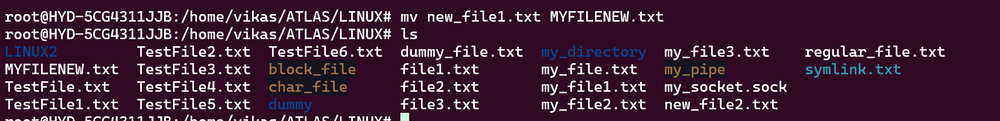 root@HYD-5CG4311JJB:/home/vikas/ATLAS/LINUX# mv new_file1.txt MYFILENEW.txt
root@HYD-5CG4311JJB:/home/vikas/ATLAS/LINUX# ls
LINUX2         TestFile2.txt  TestFile6.txt  dummy_file.txt  my_directory  my_file3.txt    regular_file.txt
MYFILENEW.txt  TestFile3.txt  block_file     file1.txt       my_file.txt   my_pipe         symlink.txt
TestFile.txt   TestFile4.txt  char_file      file2.txt       my_file1.txt  my_socket.sock
TestFile1.txt  TestFile5.txt  dummy          file3.txt       my_file2.txt  new_file2.txt
root@HYD-5CG4311JJB:/home/vikas/ATLAS/LINUX#